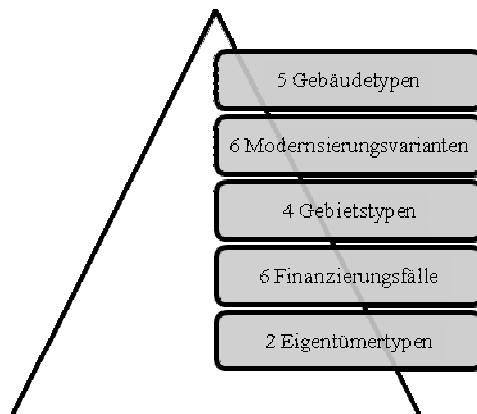 5 Gebäudetypen
6 Modernsierungsvarianten
4 Gebietstypen
6 Finanzierungsfälle
2 Eigentümertypen